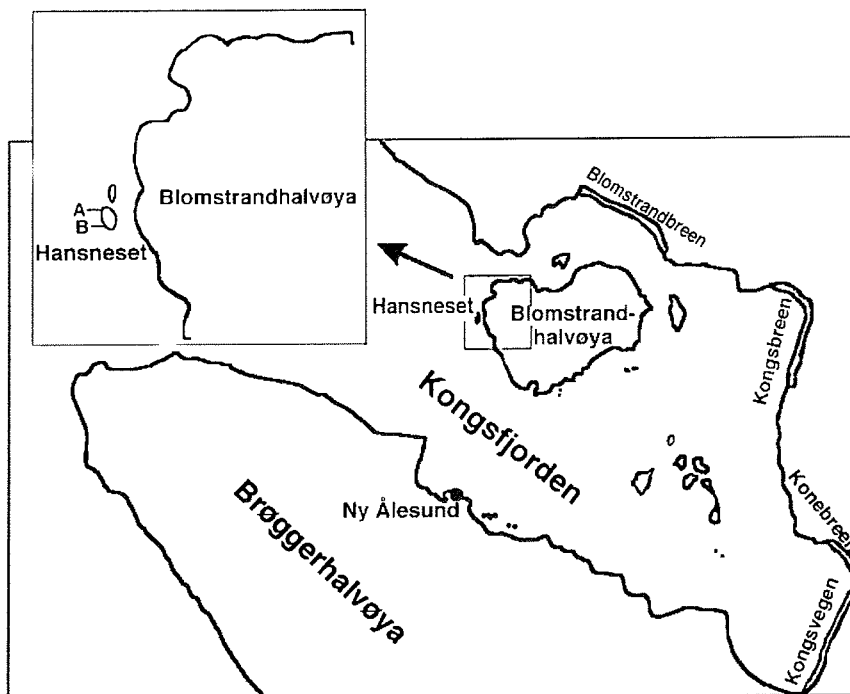 Blomstrandhalvøya
A
B
Hansneset
Blomstrandbreen
Hansneset
Blomstrand-
halvøya
Kongsbreen
Kongsfjorden
Ny Ålesund
Konebreen
Brøggerhalvøya
Kongsvegen